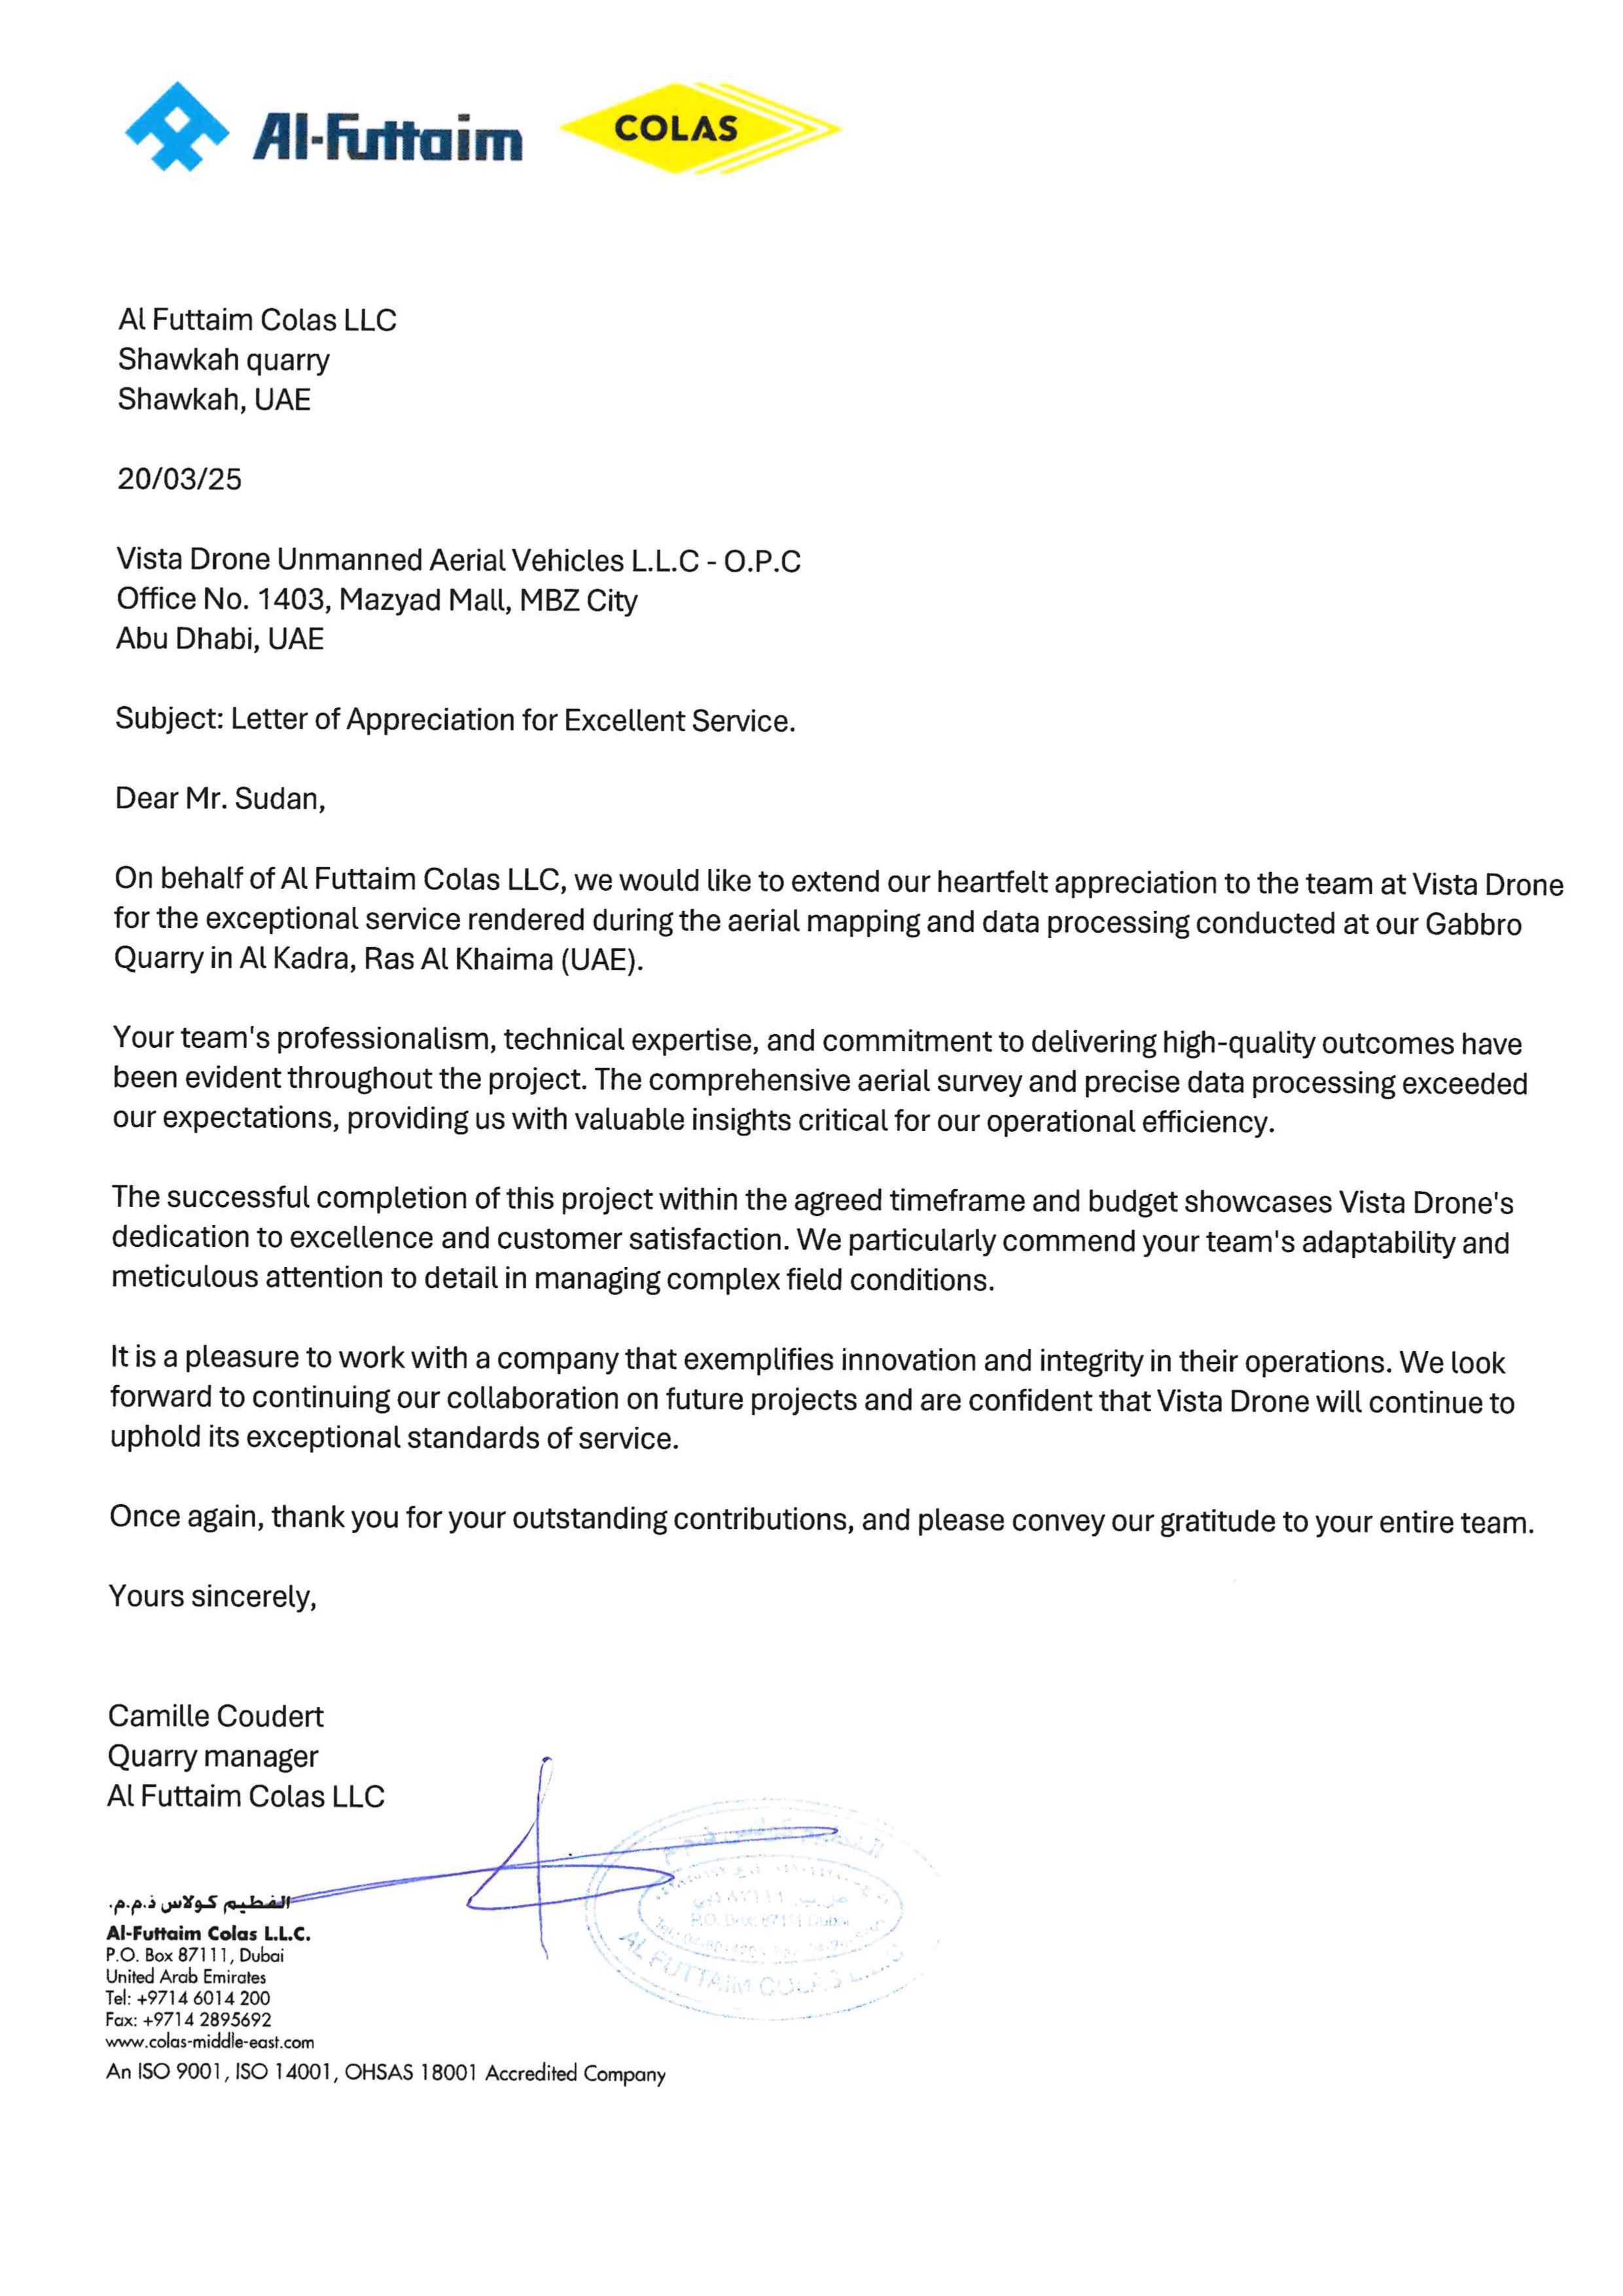 Al-Futtaim COLAS
Al Futtaim Colas LLC
Shawkah quarry
Shawkah, UAE
20/03/25
Vista Drone Unmanned Aerial Vehicles L.L.C - O.P.C
Office No. 1403, Mazyad Mall, MBZ City
Abu Dhabi, UAE
Subject: Letter of Appreciation for Excellent Service.
Dear Mr. Sudan,
On behalf of Al Futtaim Colas LLC, we would like to extend our heartfelt appreciation to the team at Vista Drone
for the exceptional service rendered during the aerial mapping and data processing conducted at our Gabbro
Quarry in Al Kadra, Ras Al Khaima (UAE).
Your team's professionalism, technical expertise, and commitment to delivering high-quality outcomes have
been evident throughout the project. The comprehensive aerial survey and precise data processing exceeded
our expectations, providing us with valuable insights critical for our operational efficiency.
The successful completion of this project within the agreed timeframe and budget showcases Vista Drone's
dedication to excellence and customer satisfaction. We particularly commend your team's adaptability and
meticulous attention to detail in managing complex field conditions.
It is a pleasure to work with a company that exemplifies innovation and integrity in their operations. We look
forward to continuing our collaboration on future projects and are confident that Vista Drone will continue to
uphold its exceptional standards of service.
Once again, thank you for your outstanding contributions, and please convey our gratitude to your entire team.
Yours sincerely,
Camille Coudert
Quarry manager
Al Futtaim Colas LLC
الفطيم كولاس ذ.م.م.
Al-Futtaim Colas L.L.C.
P.O. Box 87111, Dubai
United Arab Emirates
Tel: +9714 6014 200
Fax: +9714 2895692
www.colas-middle-east.com
An ISO 9001, ISO 14001, OHSAS 18001 Accredited Company
P.O. Box 87111 Dubai
AL FUTTAIM COLAS